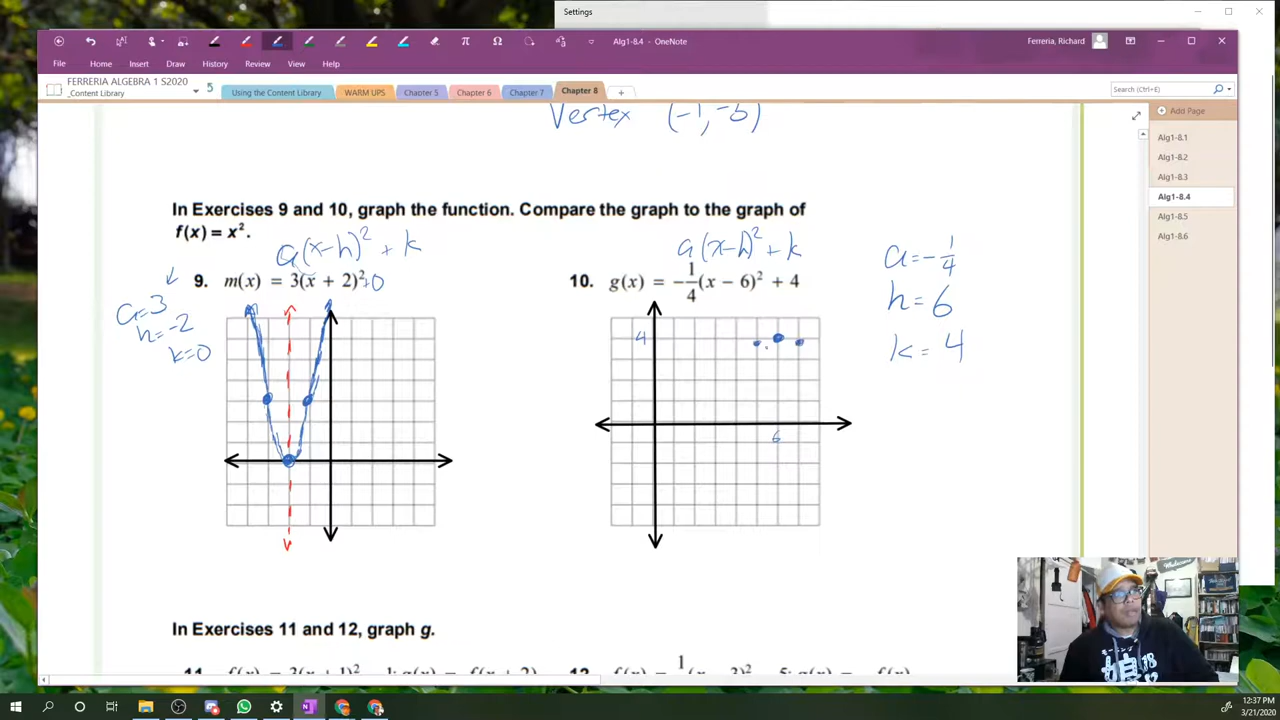 Settings
Alg1-8.4 - OneNote
Ferreria, Richard
File Home Insert Draw History Review View Help
FERRERIA ALGEBRA 1 S2020
_Content Library
5
Using the Content Library WARM UPS Chapter 5 Chapter 6 Chapter 7 Chapter 8 +
Search (Ctrl+E)
Add Page
Alg1-8.1
Alg1-8.2
Alg1-8.3
Alg1-8.4
Alg1-8.5
Alg1-8.6
Vertex (-1, -6)
In Exercises 9 and 10, graph the function. Compare the graph to the graph of
f(x) = x².
a(x-h)² + k
9. m(x) = 3(x + 2)²+0
a=3
h=-2
k=0
a(x-h)² + k
10. g(x) = -1/4(x - 6)² + 4
a=-1/4
h=6
k=4
4
6
In Exercises 11 and 12, graph g.
12:37 PM
3/21/2020